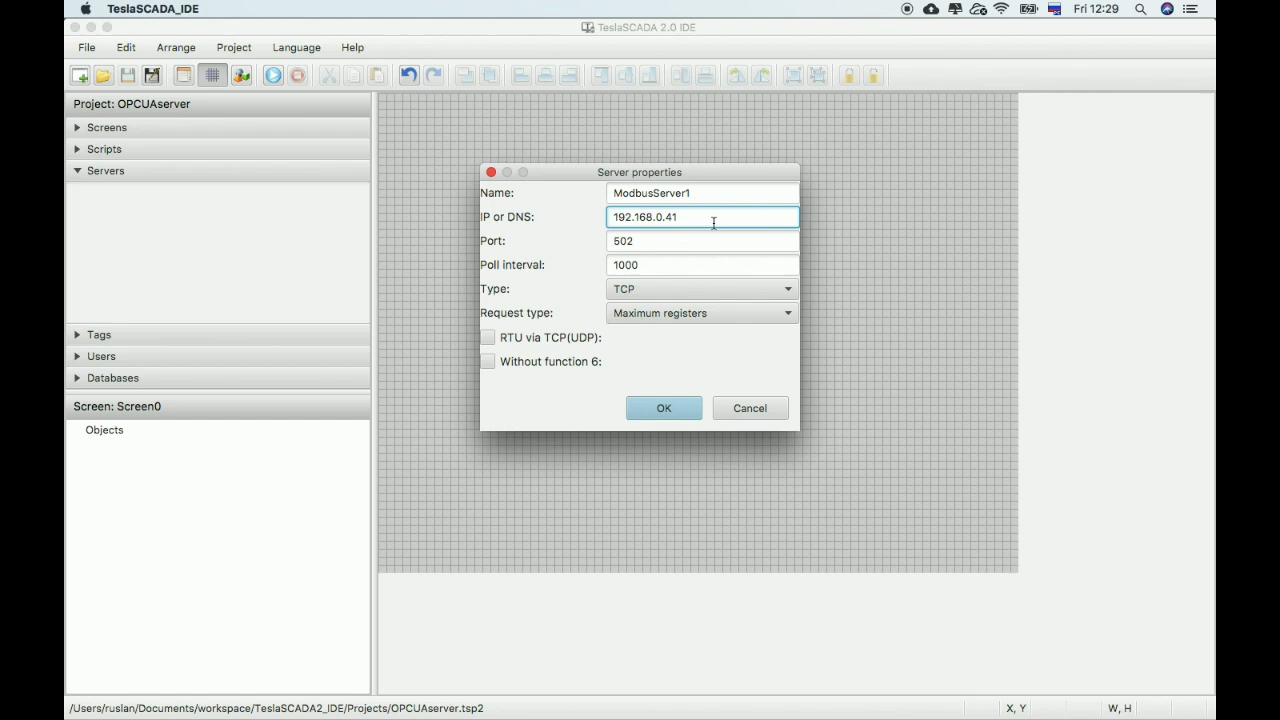 TeslaSCADA_IDE
Fri 12:29
TeslaSCADA 2.0 IDE
File Edit Arrange Project Language Help
Project: OPCUAserver
Screens
Scripts
Servers
Tags
Users
Databases
Screen: Screen0
Objects
Server properties
Name: ModbusServer1
IP or DNS: 192.168.0.41
Port: 502
Poll interval: 1000
Type: TCP
Request type: Maximum registers
RTU via TCP(UDP):
Without function 6:
OK Cancel
/Users/ruslan/Documents/workspace/TeslaSCADA2_IDE/Projects/OPCUAserver.tsp2
X, Y W, H